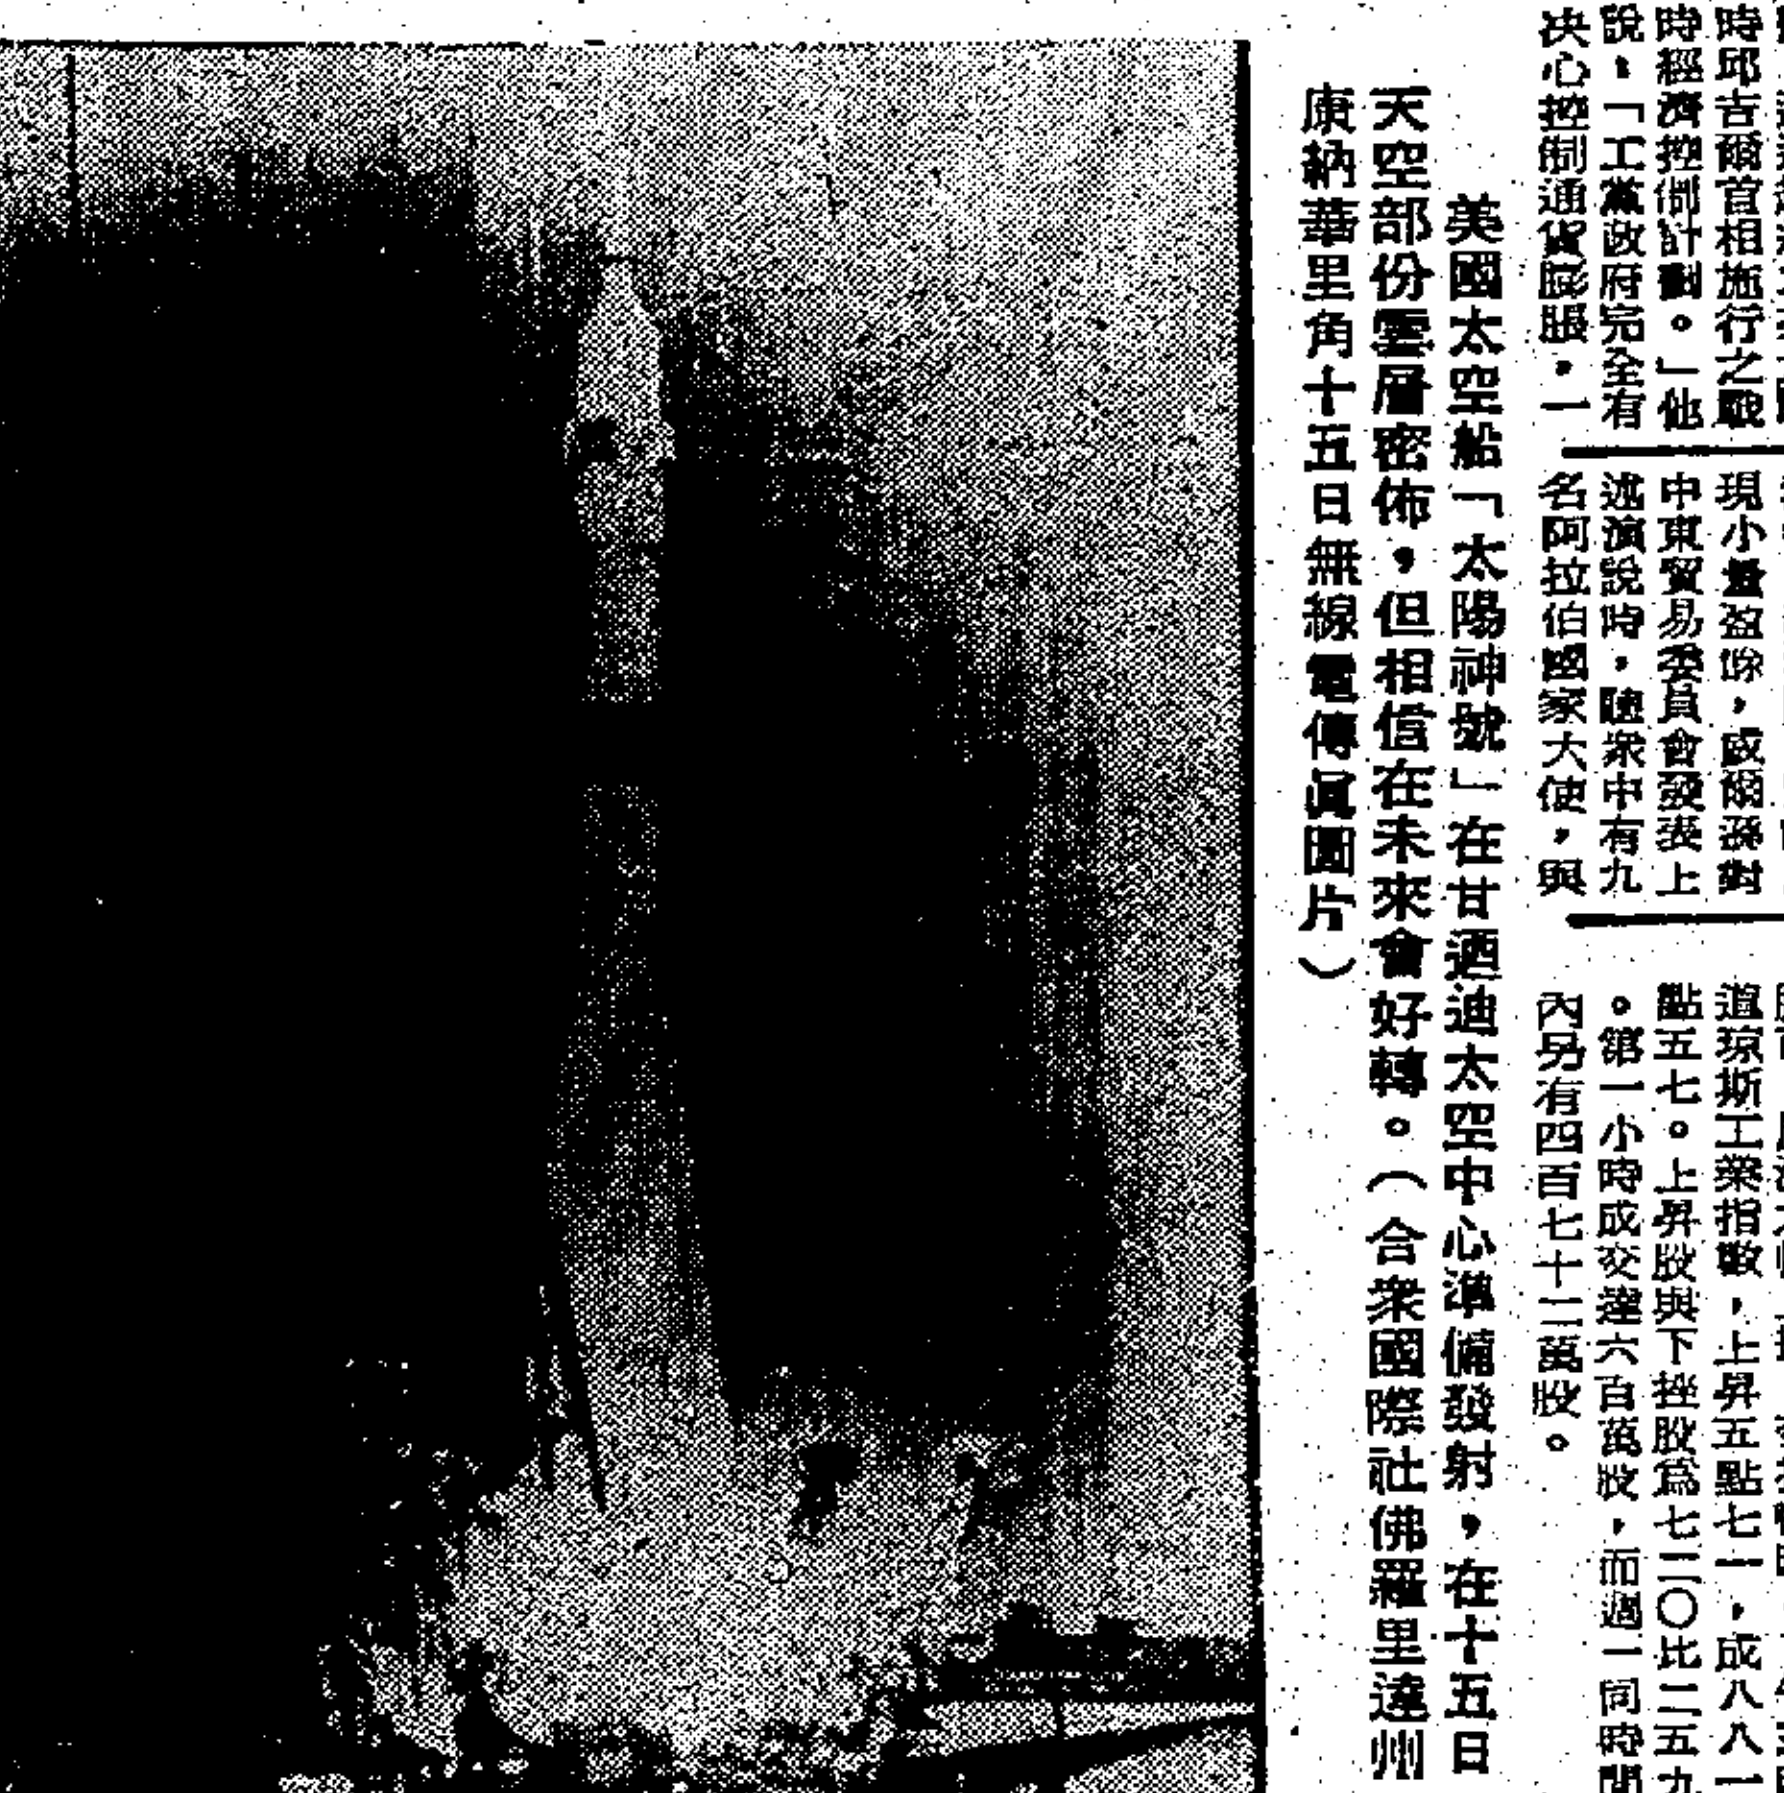 時邱吉爾首相施行之戰
時經濟控制計劃。」他
說，「工黨政府完全有
决心控制通貨膨脹，一
現小量盈餘，威爾遜對
中東貿易委員會發表上
述演說時，聽衆中有九
名阿拉伯國家大使，與
道琼斯工業指數，上昇五點七一，成八八一
點五七。上昇股與下挫股爲七二〇比二五九
。第一小時成交達六百萬股，而過一同時間
內另有四百七十二萬股。
美國太空船「太陽神號」在甘迺迪太空中心準備發射，在十五日
天空部份雲層密佈，但相信在未來會好轉。（合衆國際社佛羅里達州
康納華里角十五日無線電傳眞圖片）